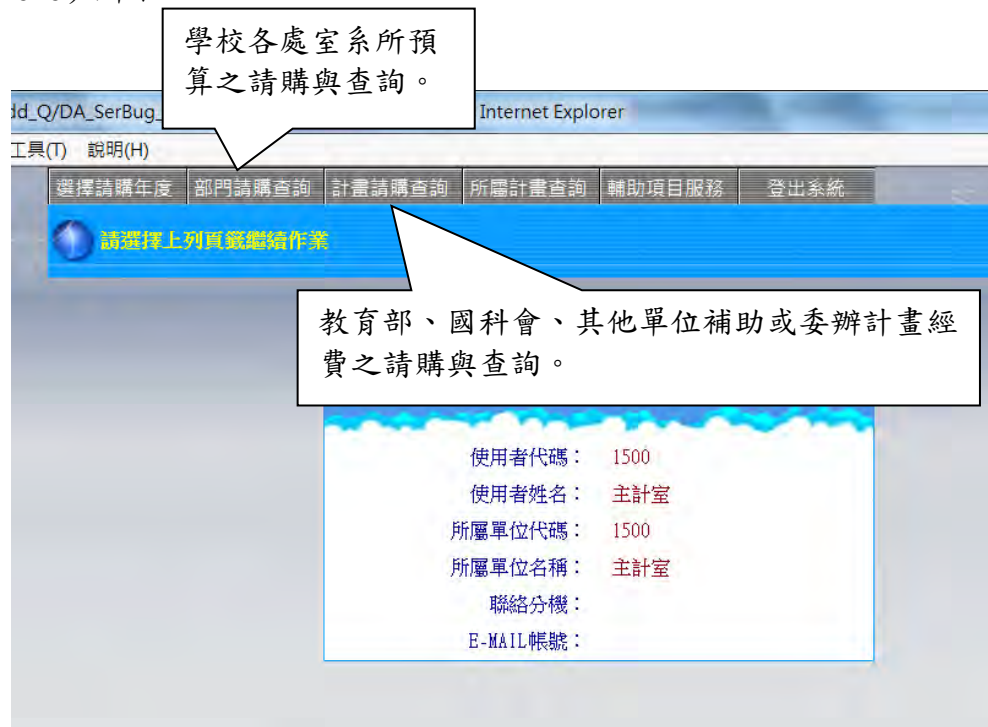 學校各處室系所預
算之請購與查詢。
dd_Q/DA_SerBug_
Internet Explorer
工具(T) 說明(H)
選擇請購年度 部門請購查詢 計畫請購查詢 所屬計畫查詢 輔助項目服務 登出系統
請選擇上列頁籤繼續作業
教育部、國科會、其他單位補助或委辦計畫經
費之請購與查詢。
使用者代碼： 1500
使用者姓名： 主計室
所屬單位代碼： 1500
所屬單位名稱： 主計室
聯絡分機：
E-MAIL帳號：